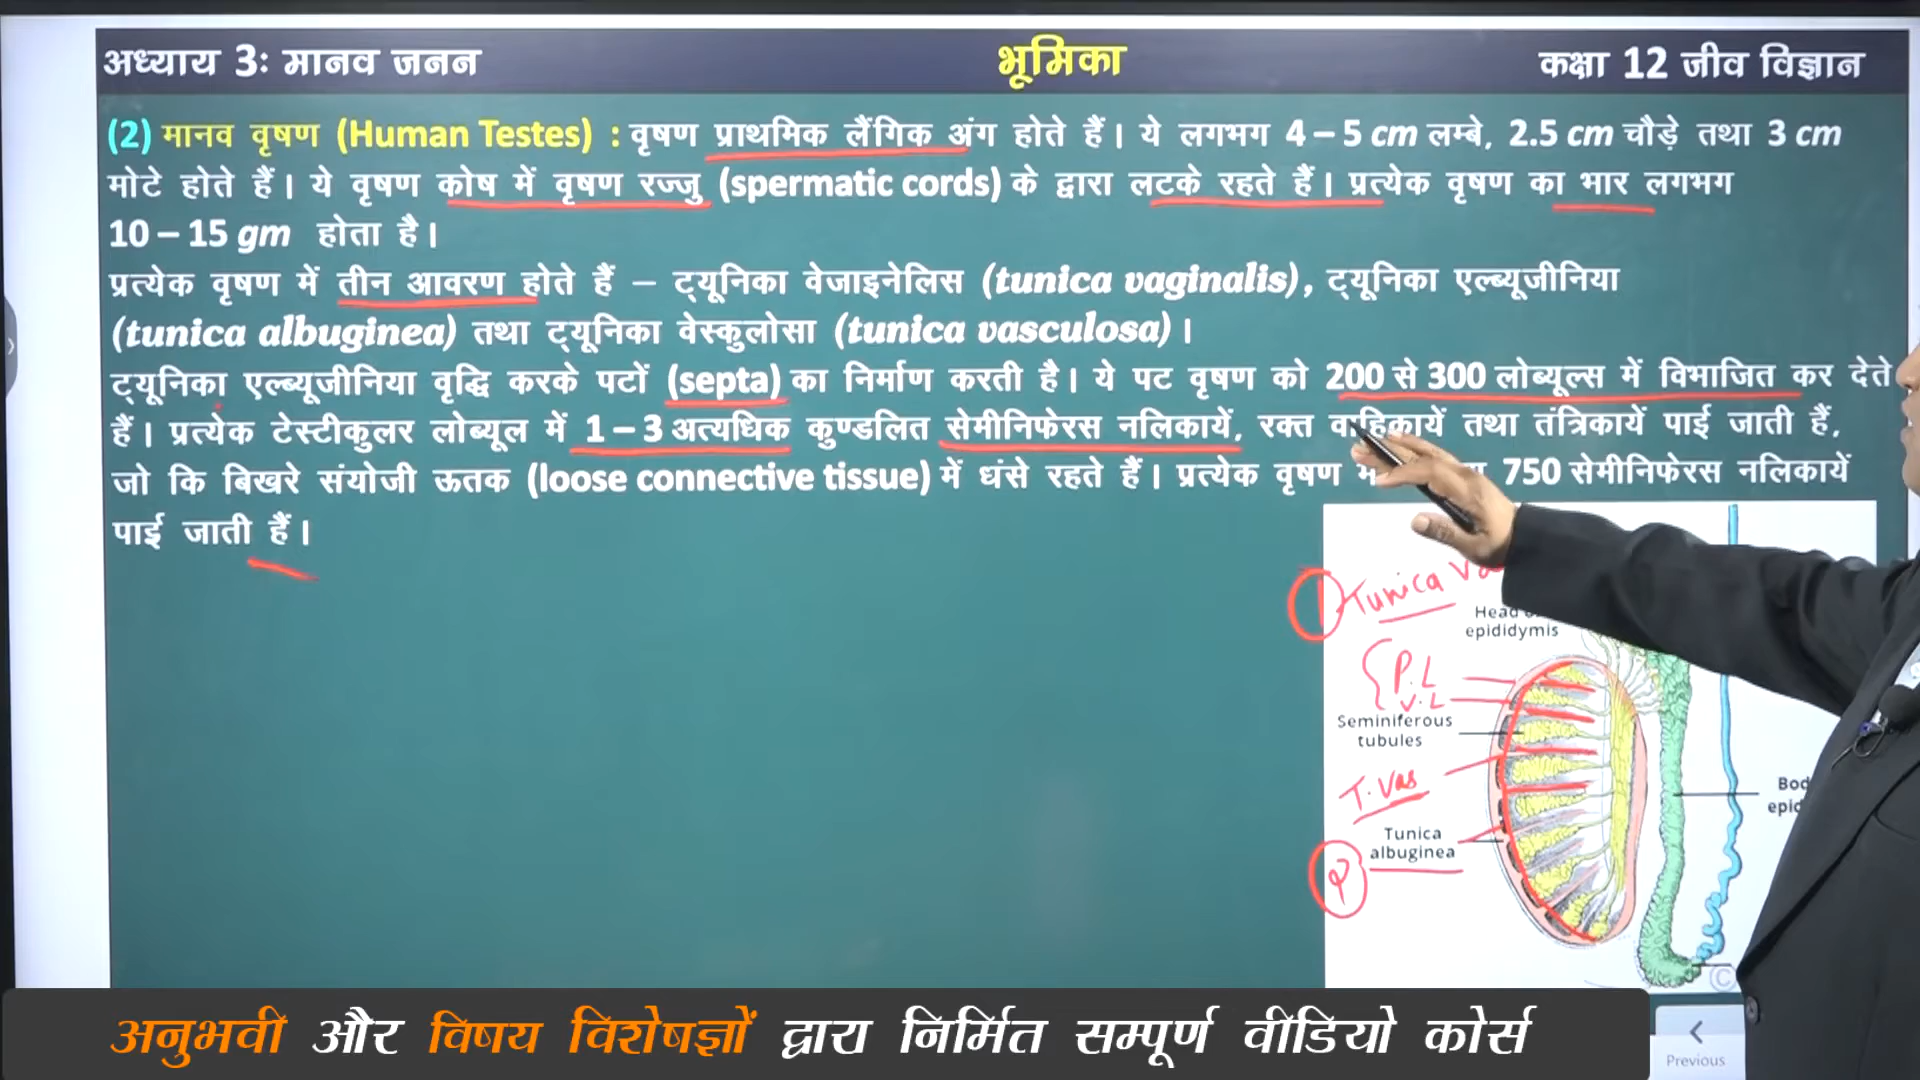 अध्याय 3: मानव जनन
भूमिका
कक्षा 12 जीव विज्ञान
(2) मानव वृषण (Human Testes) : वृषण प्राथमिक लैंगिक अंग होते हैं। ये लगभग 4 – 5 cm लम्बे, 2.5 cm चौड़े तथा 3 cm
मोटे होते हैं। ये वृषण कोष में वृषण रज्जु (spermatic cords) के द्वारा लटके रहते हैं। प्रत्येक वृषण का भार लगभग
10 – 15 gm होता है।
प्रत्येक वृषण में तीन आवरण होते हैं – ट्यूनिका वेजाइनेलिस (tunica vaginalis), ट्यूनिका एल्ब्यूजीनिया
(tunica albuginea) तथा ट्यूनिका वेस्कुलोसा (tunica vasculosa)।
ट्यूनिका एल्ब्यूजीनिया वृद्धि करके पटों (septa) का निर्माण करती है। ये पट वृषण को 200 से 300 लोब्यूल्स में विभाजित कर देते
हैं। प्रत्येक टेस्टीकुलर लोब्यूल में 1 – 3 अत्यधिक कुण्डलित सेमीनिफेरस नलिकायें, रक्त वाहिकायें तथा तंत्रिकायें पाई जाती हैं,
जो कि बिखरे संयोजी ऊतक (loose connective tissue) में धंसे रहते हैं। प्रत्येक वृषण 750 सेमीनिफेरस नलिकायें
पाई जाती हैं।
1 Tunica
Head
epididymis
P.L
V.L
Seminiferous
tubules
T.Vas
Tunica
albuginea
अनुभवी और विषय विशेषज्ञों द्वारा निर्मित सम्पूर्ण वीडियो कोर्स
Previous